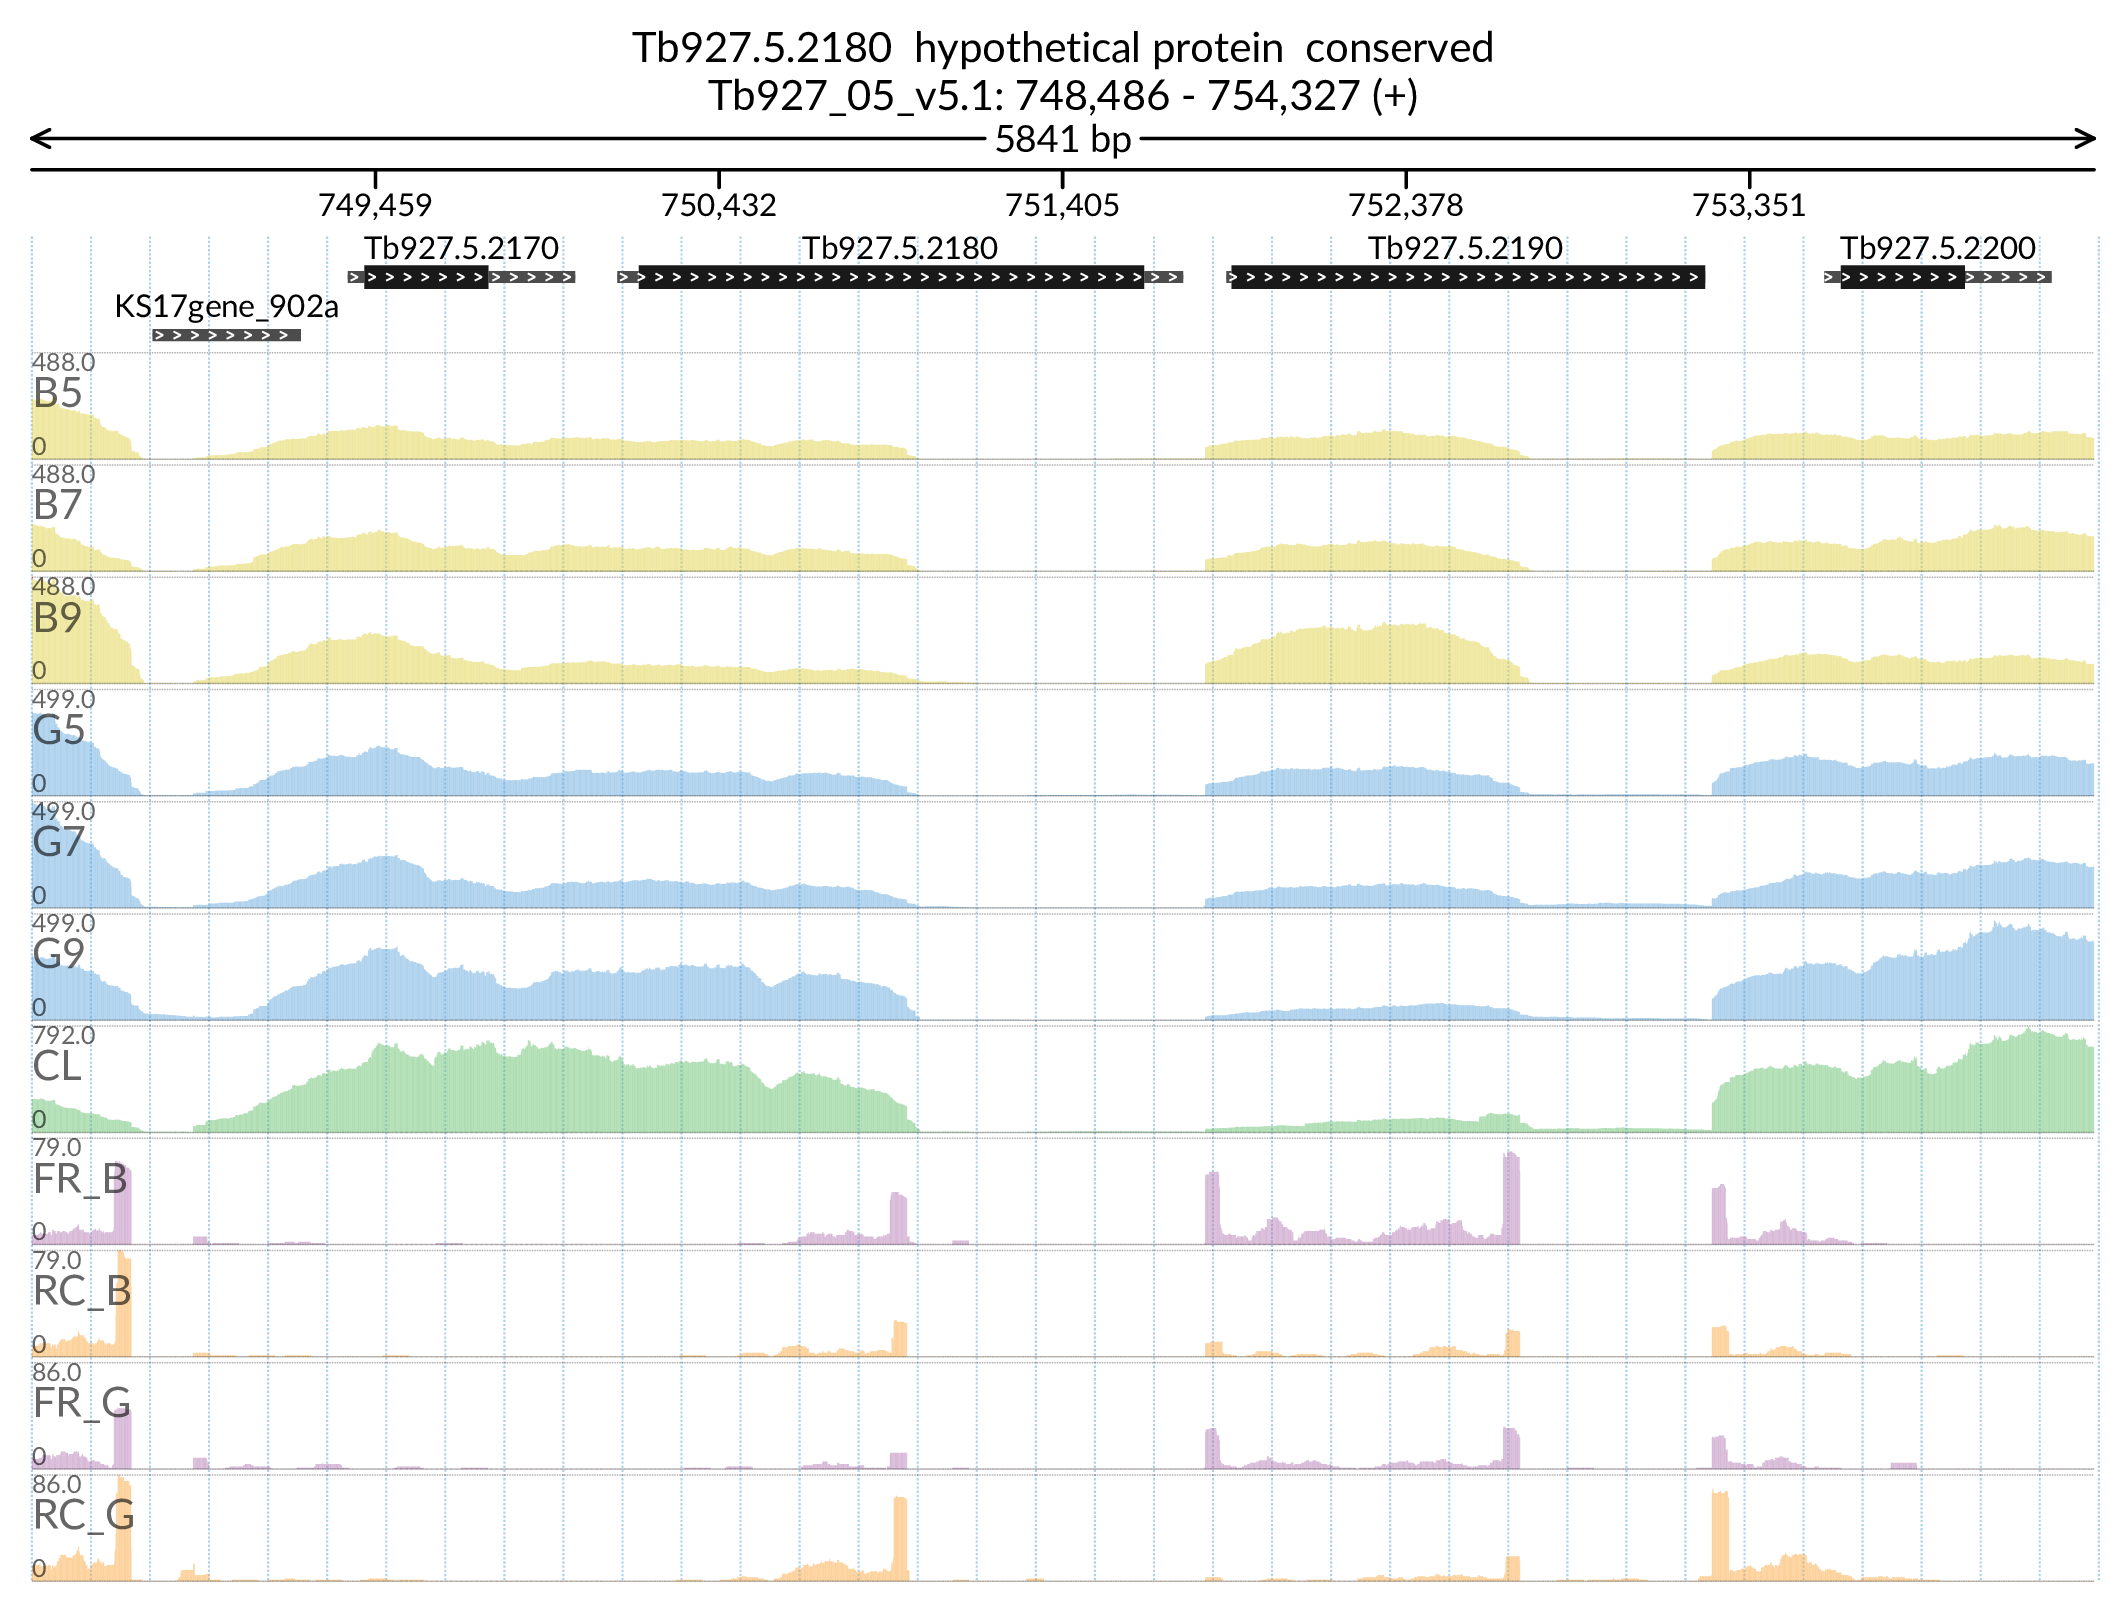 Tb927.5.2180 hypothetical protein conserved
Tb927_05_v5.1: 748,486 - 754,327 (+)
5841 bp
749,459 750,432 751,405 752,378 753,351
Tb927.5.2170 Tb927.5.2180 Tb927.5.2190 Tb927.5.2200
KS17gene_902a
488.0
B5
0
488.0
B7
0
488.0
B9
0
499.0
G5
0
499.0
G7
0
499.0
G9
0
792.0
CL
0
79.0
FR_B
0
79.0
RC_B
0
86.0
FR_G
0
86.0
RC_G
0